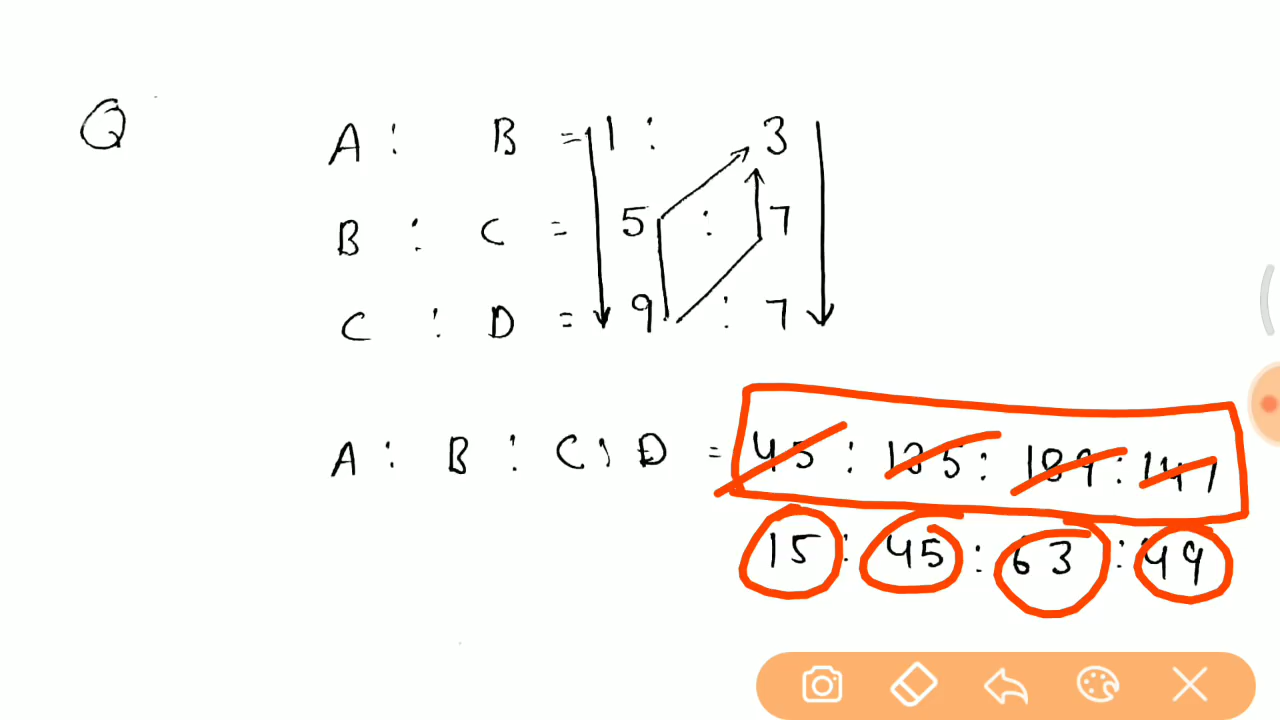 Q
A : B = 1 : 3
B : C = 5 : 7
C : D = 9 : 7
A : B : C : D = 45 : 135 : 189 : 147
15 : 45 : 63 : 49